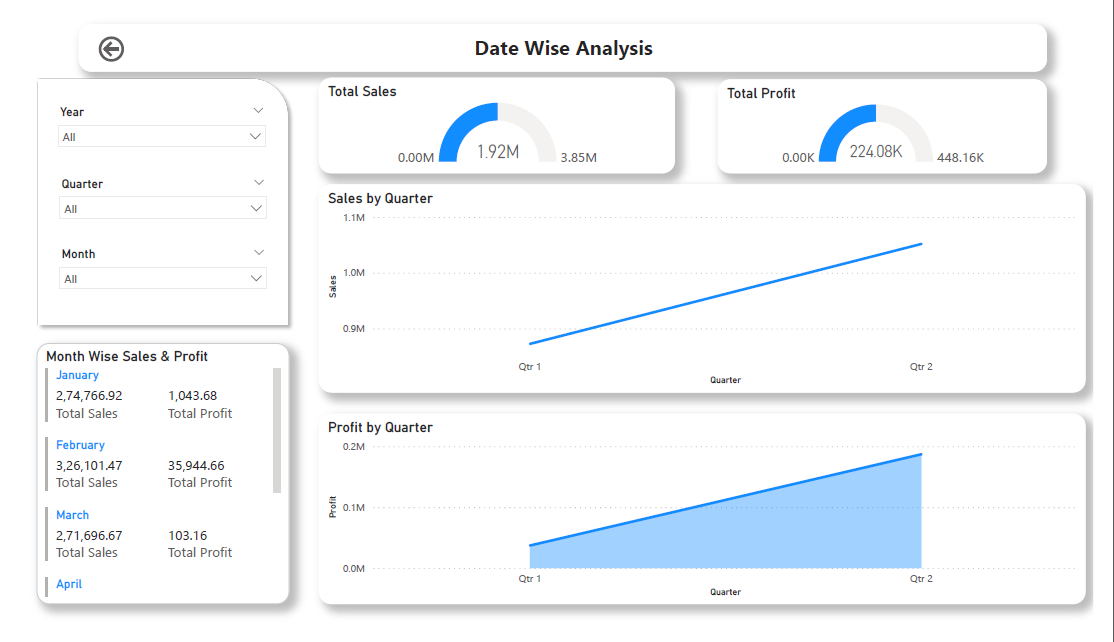 Date Wise Analysis
Year
All
Quarter
All
Month
All
Total Sales
0.00M
1.92M
3.85M
Total Profit
0.00K
224.08K
448.16K
Sales by Quarter
1.1M
1.0M
0.9M
Sales
Qtr 1
Qtr 2
Quarter
Month Wise Sales & Profit
January
2,74,766.92 1,043.68
Total Sales Total Profit
February
3,26,101.47 35,944.66
Total Sales Total Profit
March
2,71,696.67 103.16
Total Sales Total Profit
April
Profit by Quarter
0.2M
0.1M
0.0M
Profit
Qtr 1
Qtr 2
Quarter